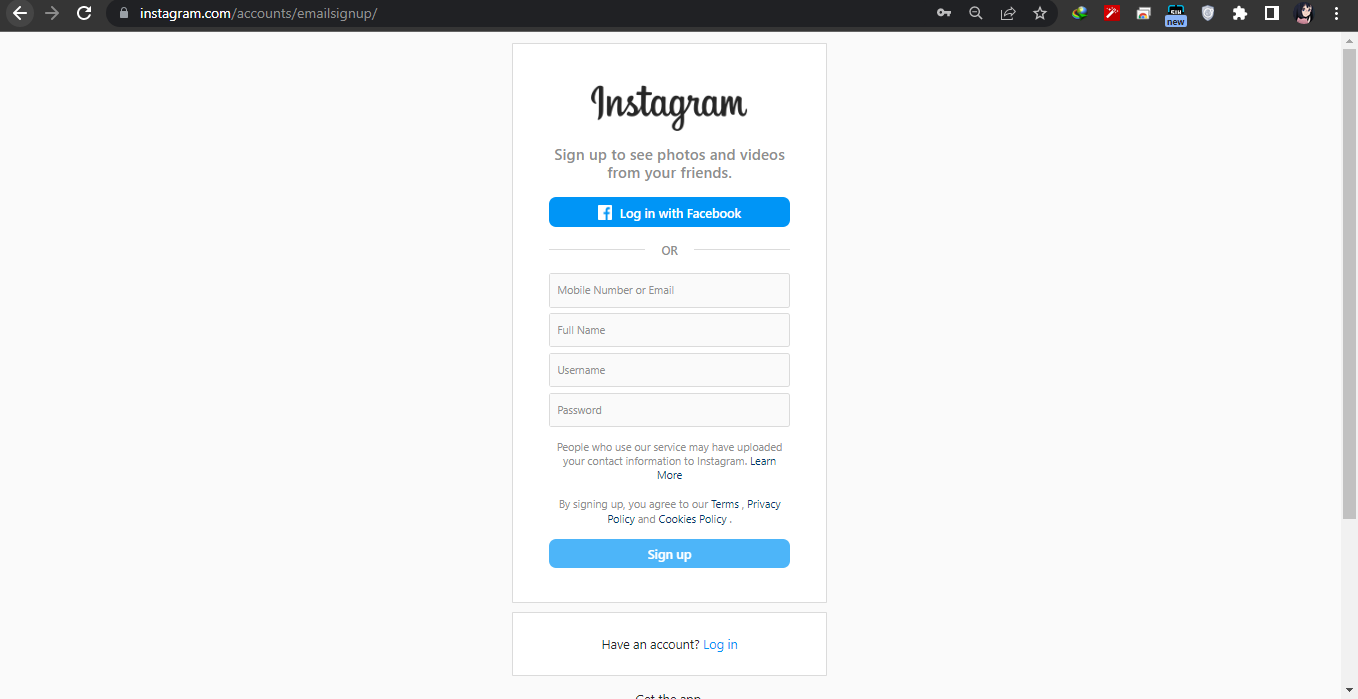 instagram.com/accounts/emailsignup/
new
Instagram
Sign up to see photos and videos
from your friends.
Log in with Facebook
OR
Mobile Number or Email
Full Name
Username
Password
People who use our service may have uploaded
your contact information to Instagram. Learn
More
By signing up, you agree to our Terms , Privacy
Policy and Cookies Policy .
Sign up
Have an account? Log in
Get the app